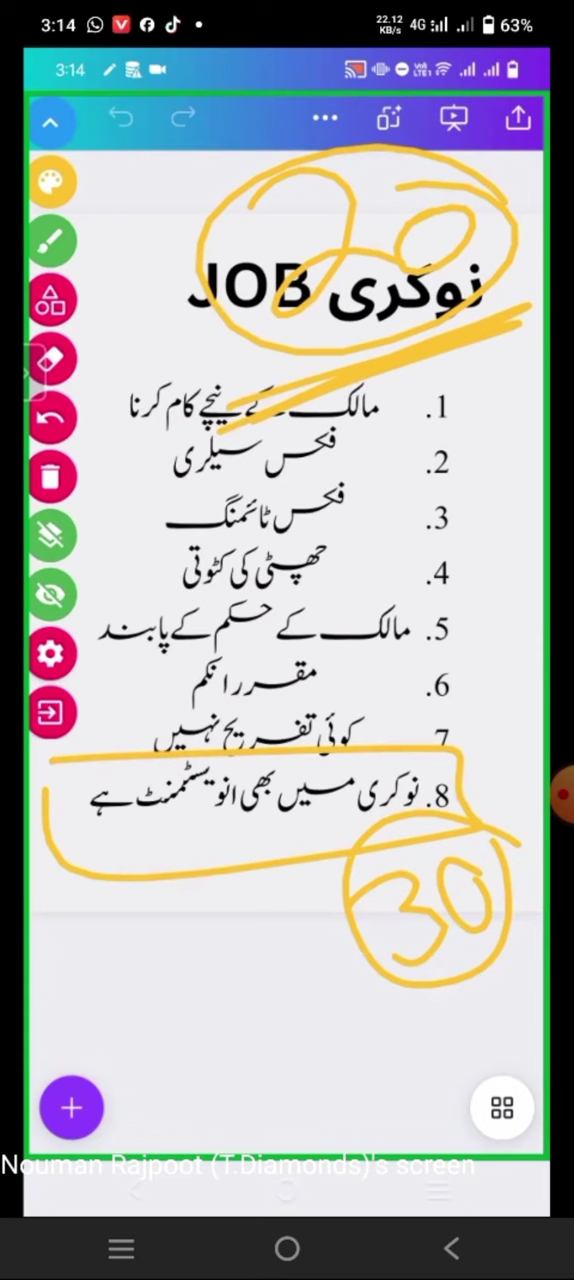 3:14 22.12 KB/s 4G 63%
3:14
20
نوکری JOB
1. مالک کے نیچے کام کرنا
2. فکس سیلری
3. فکس ٹائمنگ
4. چھٹی کی کٹوتی
5. مالک کے حکم کے پابند
6. مقرر انکم
7 کوئی تفریح نہیں
8. نوکری میں بھی انویسٹمنٹ ہے
30
Nouman Rajpoot (T.Diamonds)'s screen